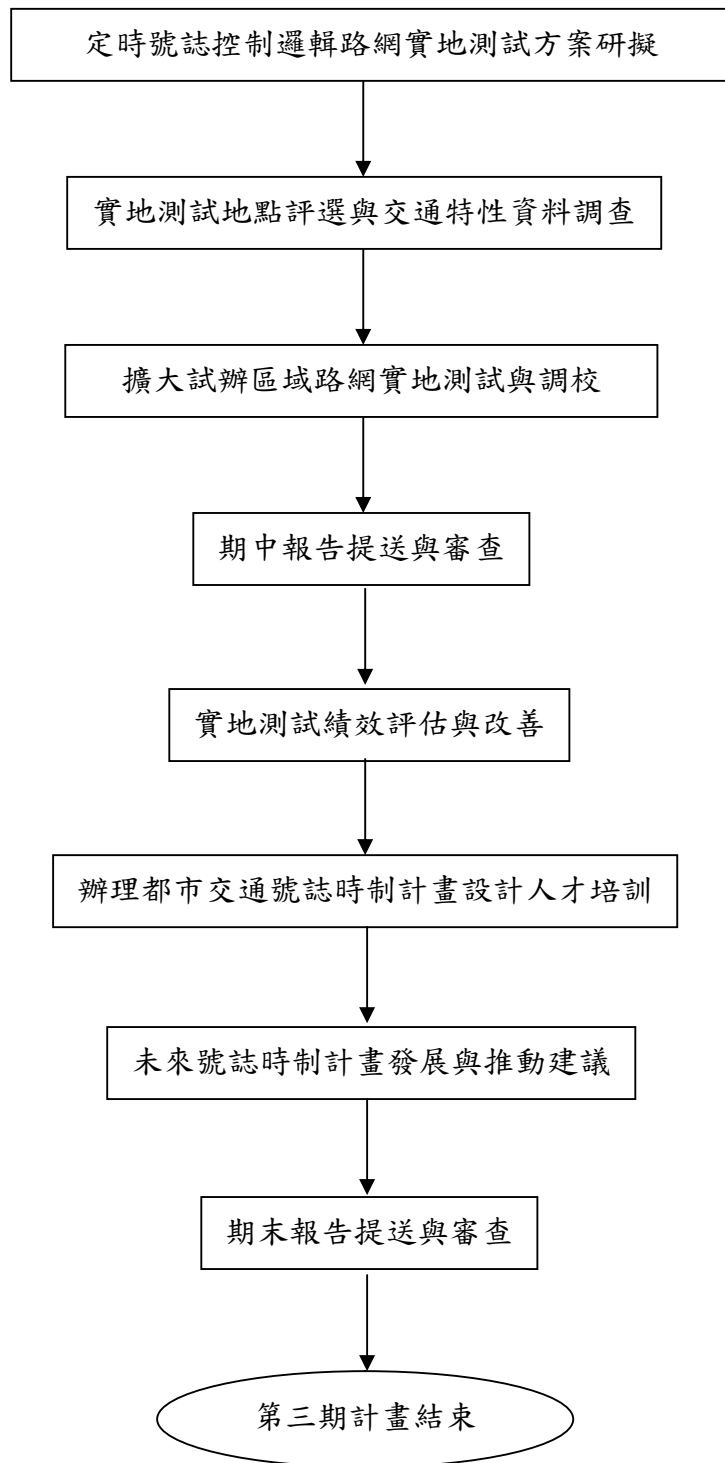 定時號誌控制邏輯路網實地測試方案研擬
實地測試地點評選與交通特性資料調查
擴大試辦區域路網實地測試與調校
期中報告提送與審查
實地測試績效評估與改善
辦理都市交通號誌時制計畫設計人才培訓
未來號誌時制計畫發展與推動建議
期末報告提送與審查
第三期計畫結束